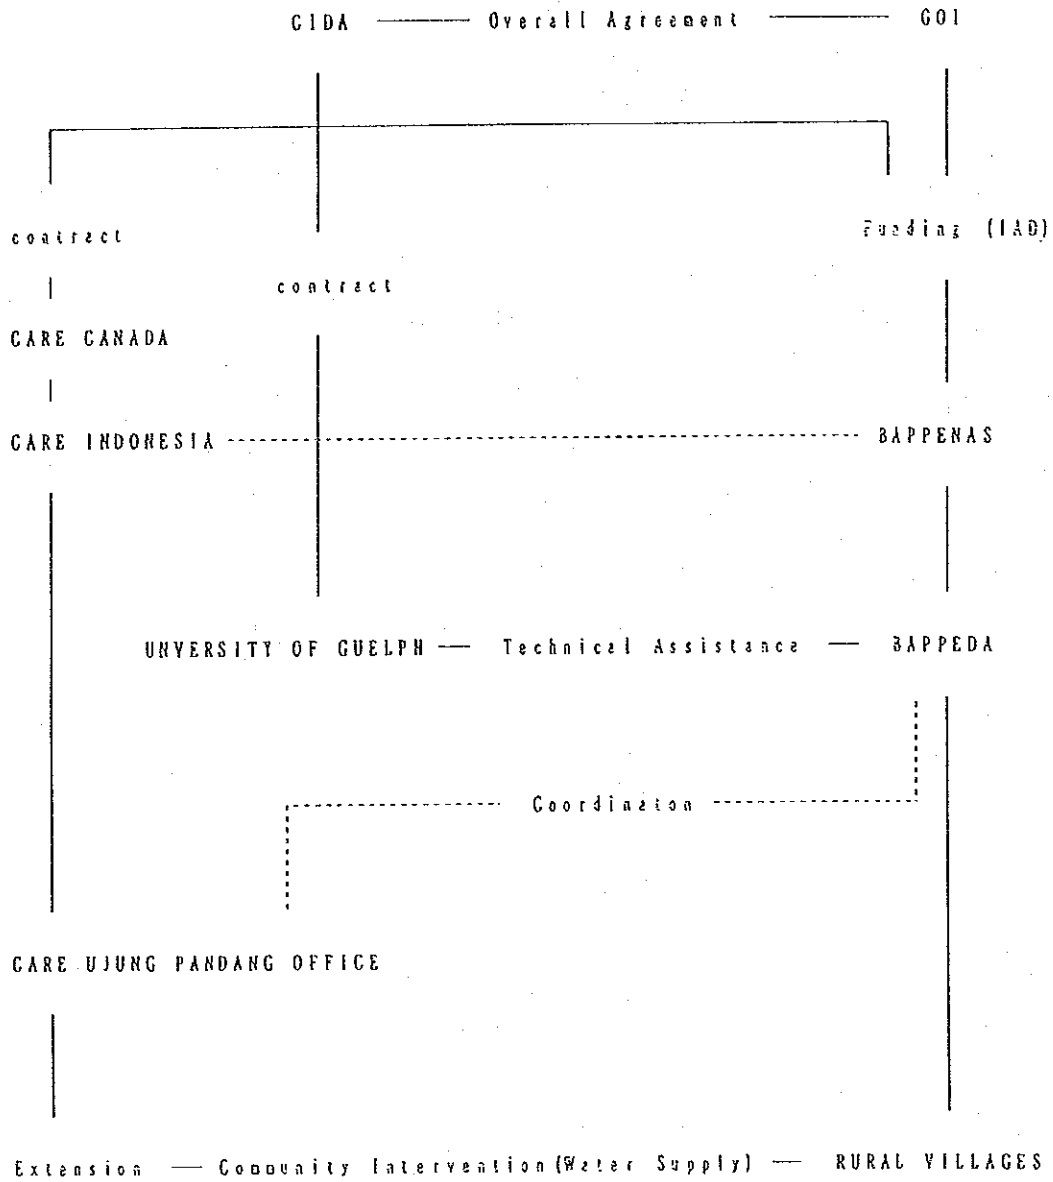 CIDA —— Overall Agreement —— GOI
contract
Funding (IAD)
contract
CARE CANADA
CARE INDONESIA
BAPPENAS
UNVERSITY OF GUELPH — Technical Assistance — BAPPEDA
Coordinaton
CARE UJUNG PANDANG OFFICE
Extension — Community Intervention (Water Supply) — RURAL VILLAGES